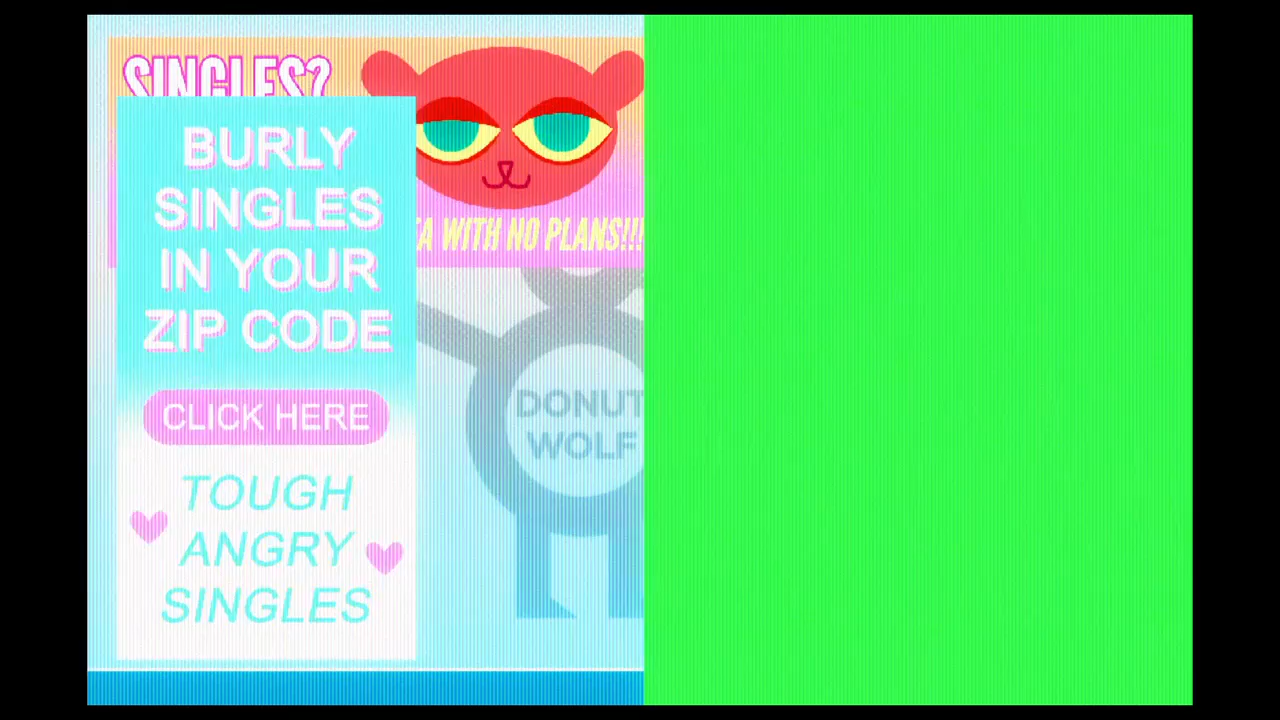 SINGLES?
BURLY
SINGLES
IN YOUR
ZIP CODE
CLICK HERE
TOUGH
ANGRY
SINGLES
WITH NO PLANS!!!
DONUT
WOLF